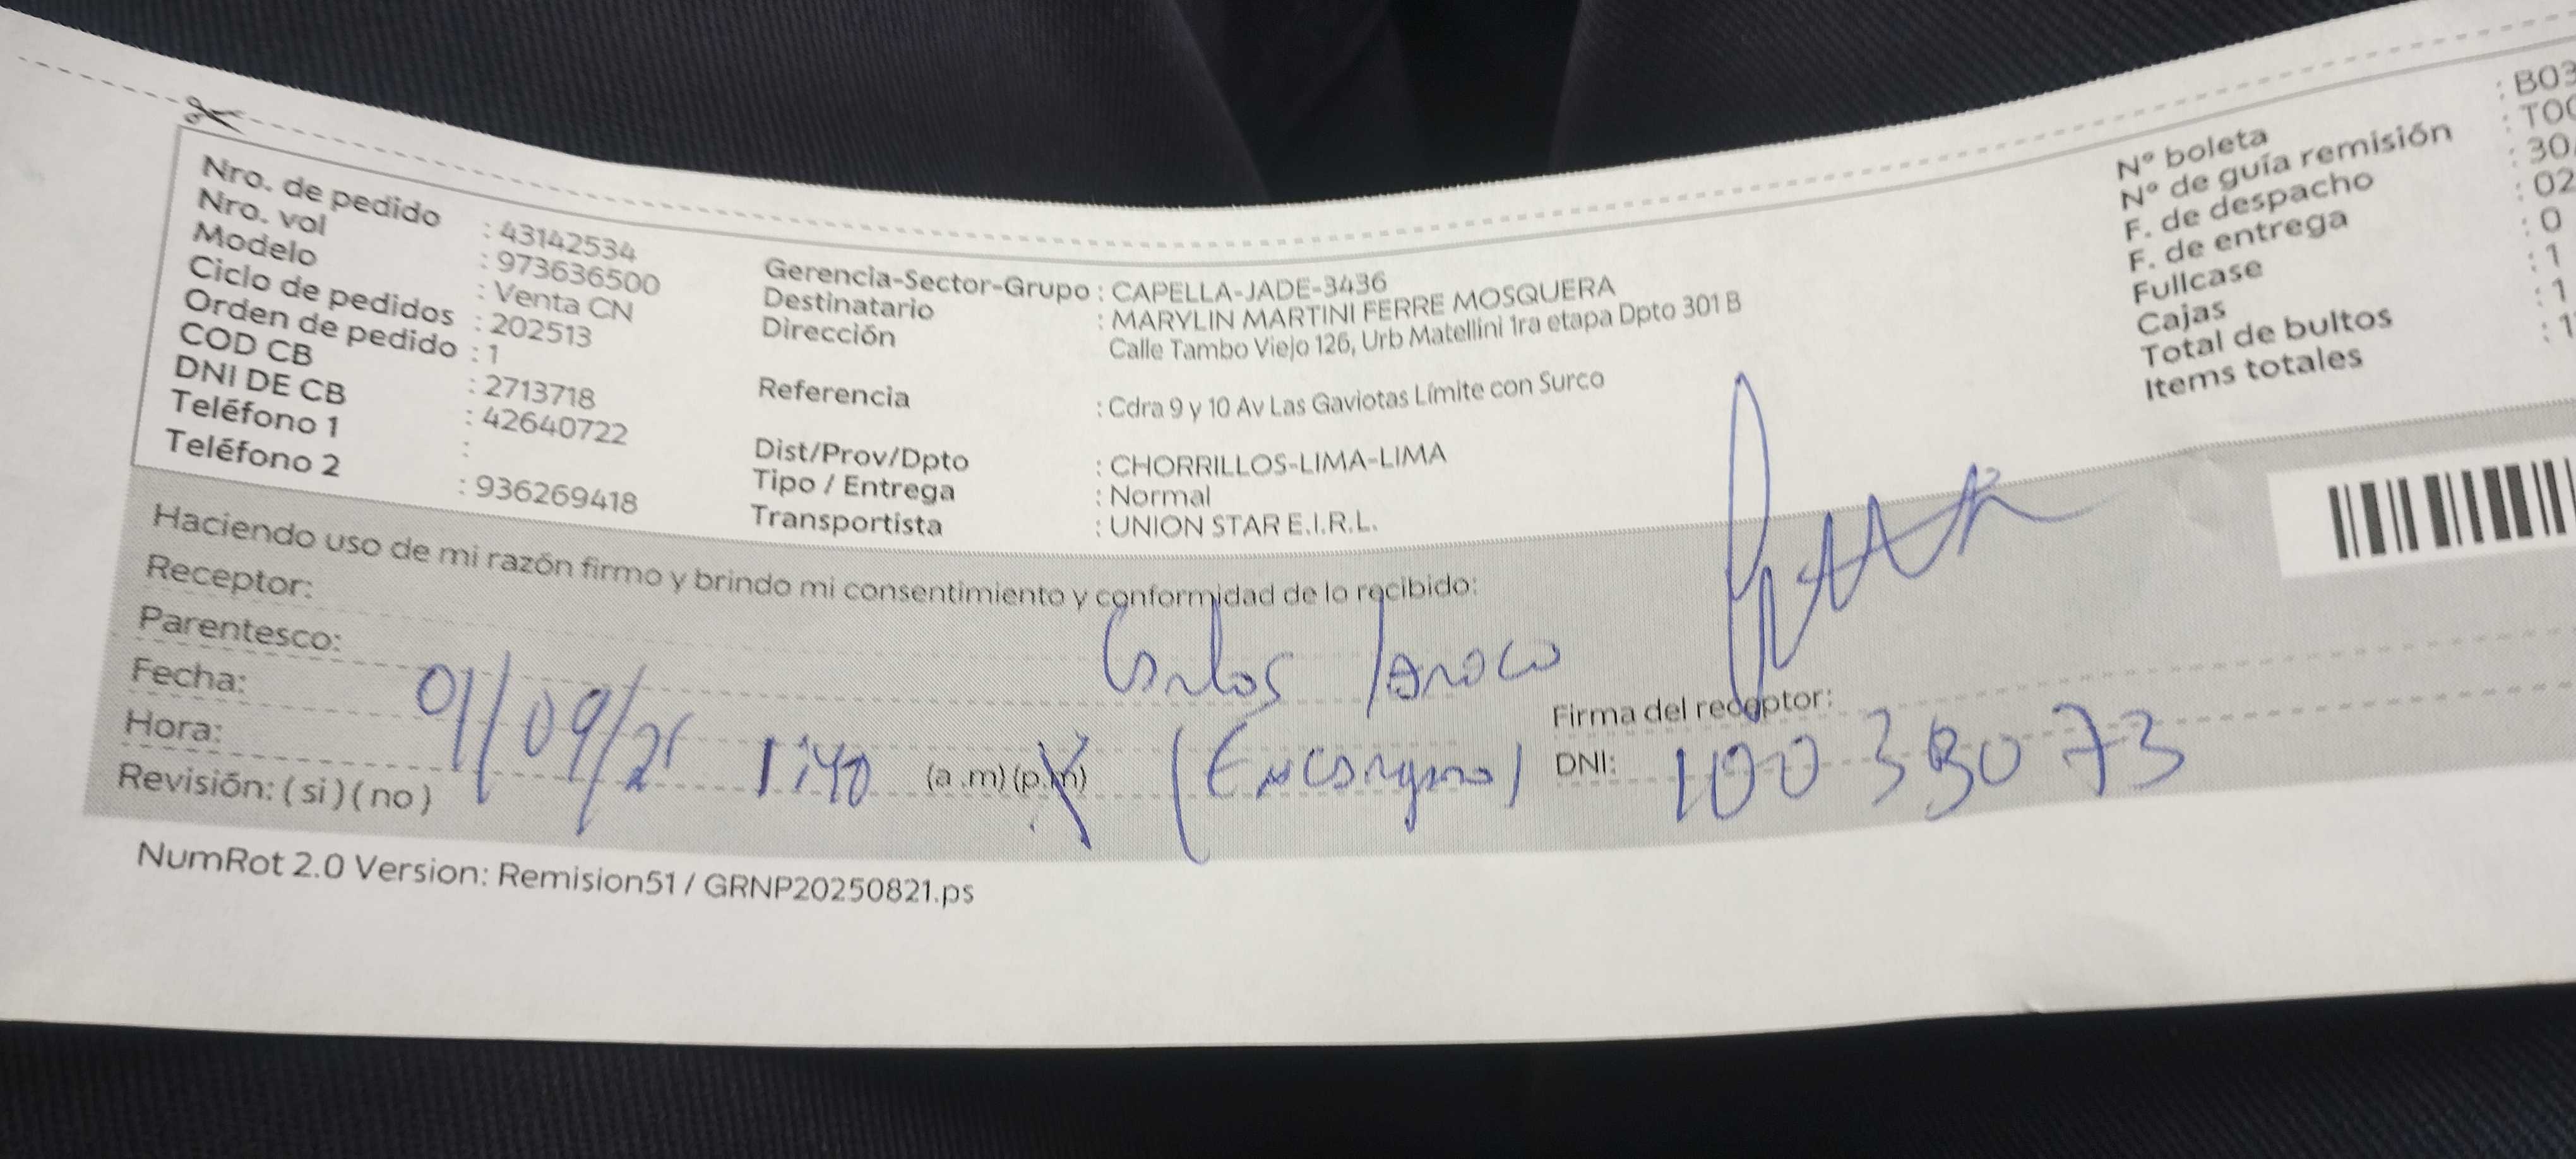 Nro. de pedido : 43142534
Nro. vol : 973636500
Modelo : Venta CN
Ciclo de pedidos : 202513
Orden de pedido : 1
COD CB : 2713718
DNI DE CB : 42640722
Teléfono 1 :
Teléfono 2 : 936269418
Gerencia-Sector-Grupo : CAPELLA-JADE-3436
Destinatario : MARYLIN MARTINI FERRE MOSQUERA
Dirección : Calle Tambo Viejo 126, Urb Matellini 1ra etapa Dpto 301 B
Referencia : Cdra 9 y 10 Av Las Gaviotas Límite con Surco
Dist/Prov/Dpto : CHORRILLOS-LIMA-LIMA
Tipo / Entrega : Normal
Transportista : UNION STAR E.I.R.L.
N° boleta : B03
N° de guía remisión : T00
F. de despacho : 30
F. de entrega : 02
Fullcase : 0
Cajas : 1
Total de bultos : 1
Items totales : 1
Haciendo uso de mi razón firmo y brindo mi consentimiento y conformidad de lo recibido:
Receptor: Carlos
Parentesco:
Fecha: 01/09/25
Hora: 1:40 (a .m) (p.m)
Revisión: ( si ) ( no )
Firma del receptor:
DNI:
NumRot 2.0 Version: Remision51 / GRNP20250821.ps